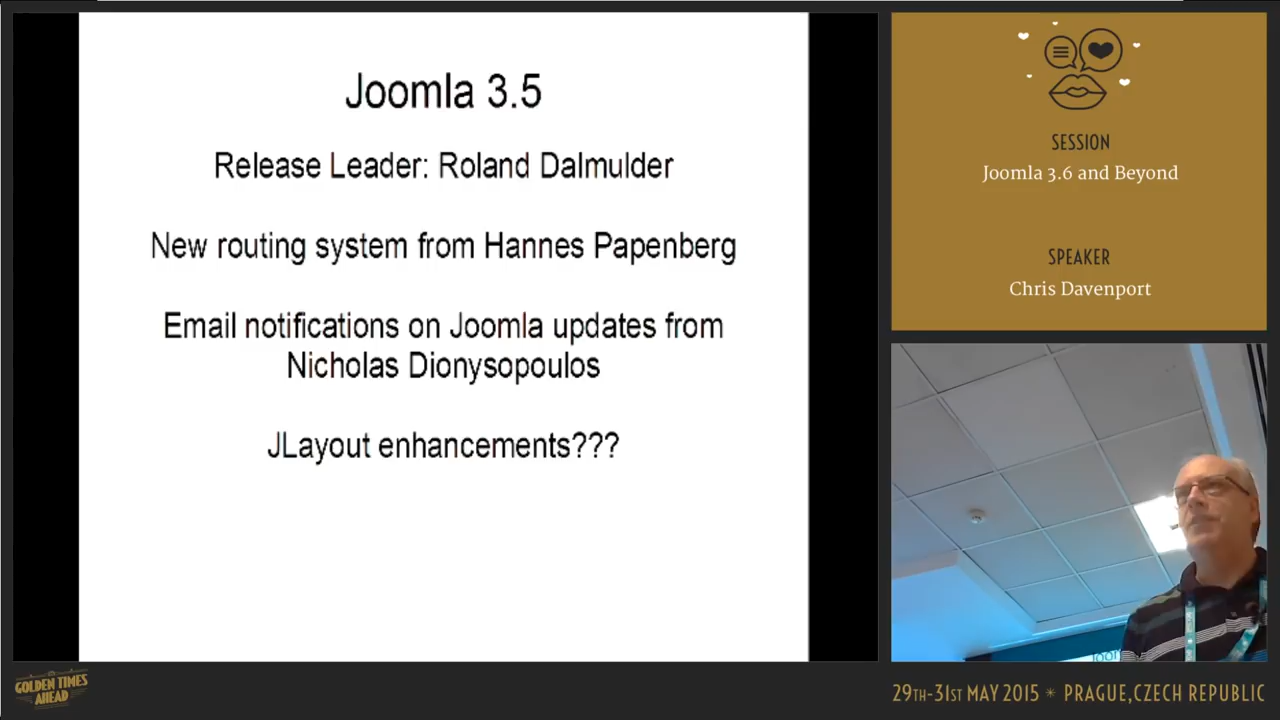 Joomla 3.5
Release Leader: Roland Dalmulder
New routing system from Hannes Papenberg
Email notifications on Joomla updates from
Nicholas Dionysopoulos
JLayout enhancements???
SESSION
Joomla 3.6 and Beyond
SPEAKER
Chris Davenport
GOLDEN TIMES
AHEAD
29TH-31ST MAY 2015 * PRAGUE, CZECH REPUBLIC